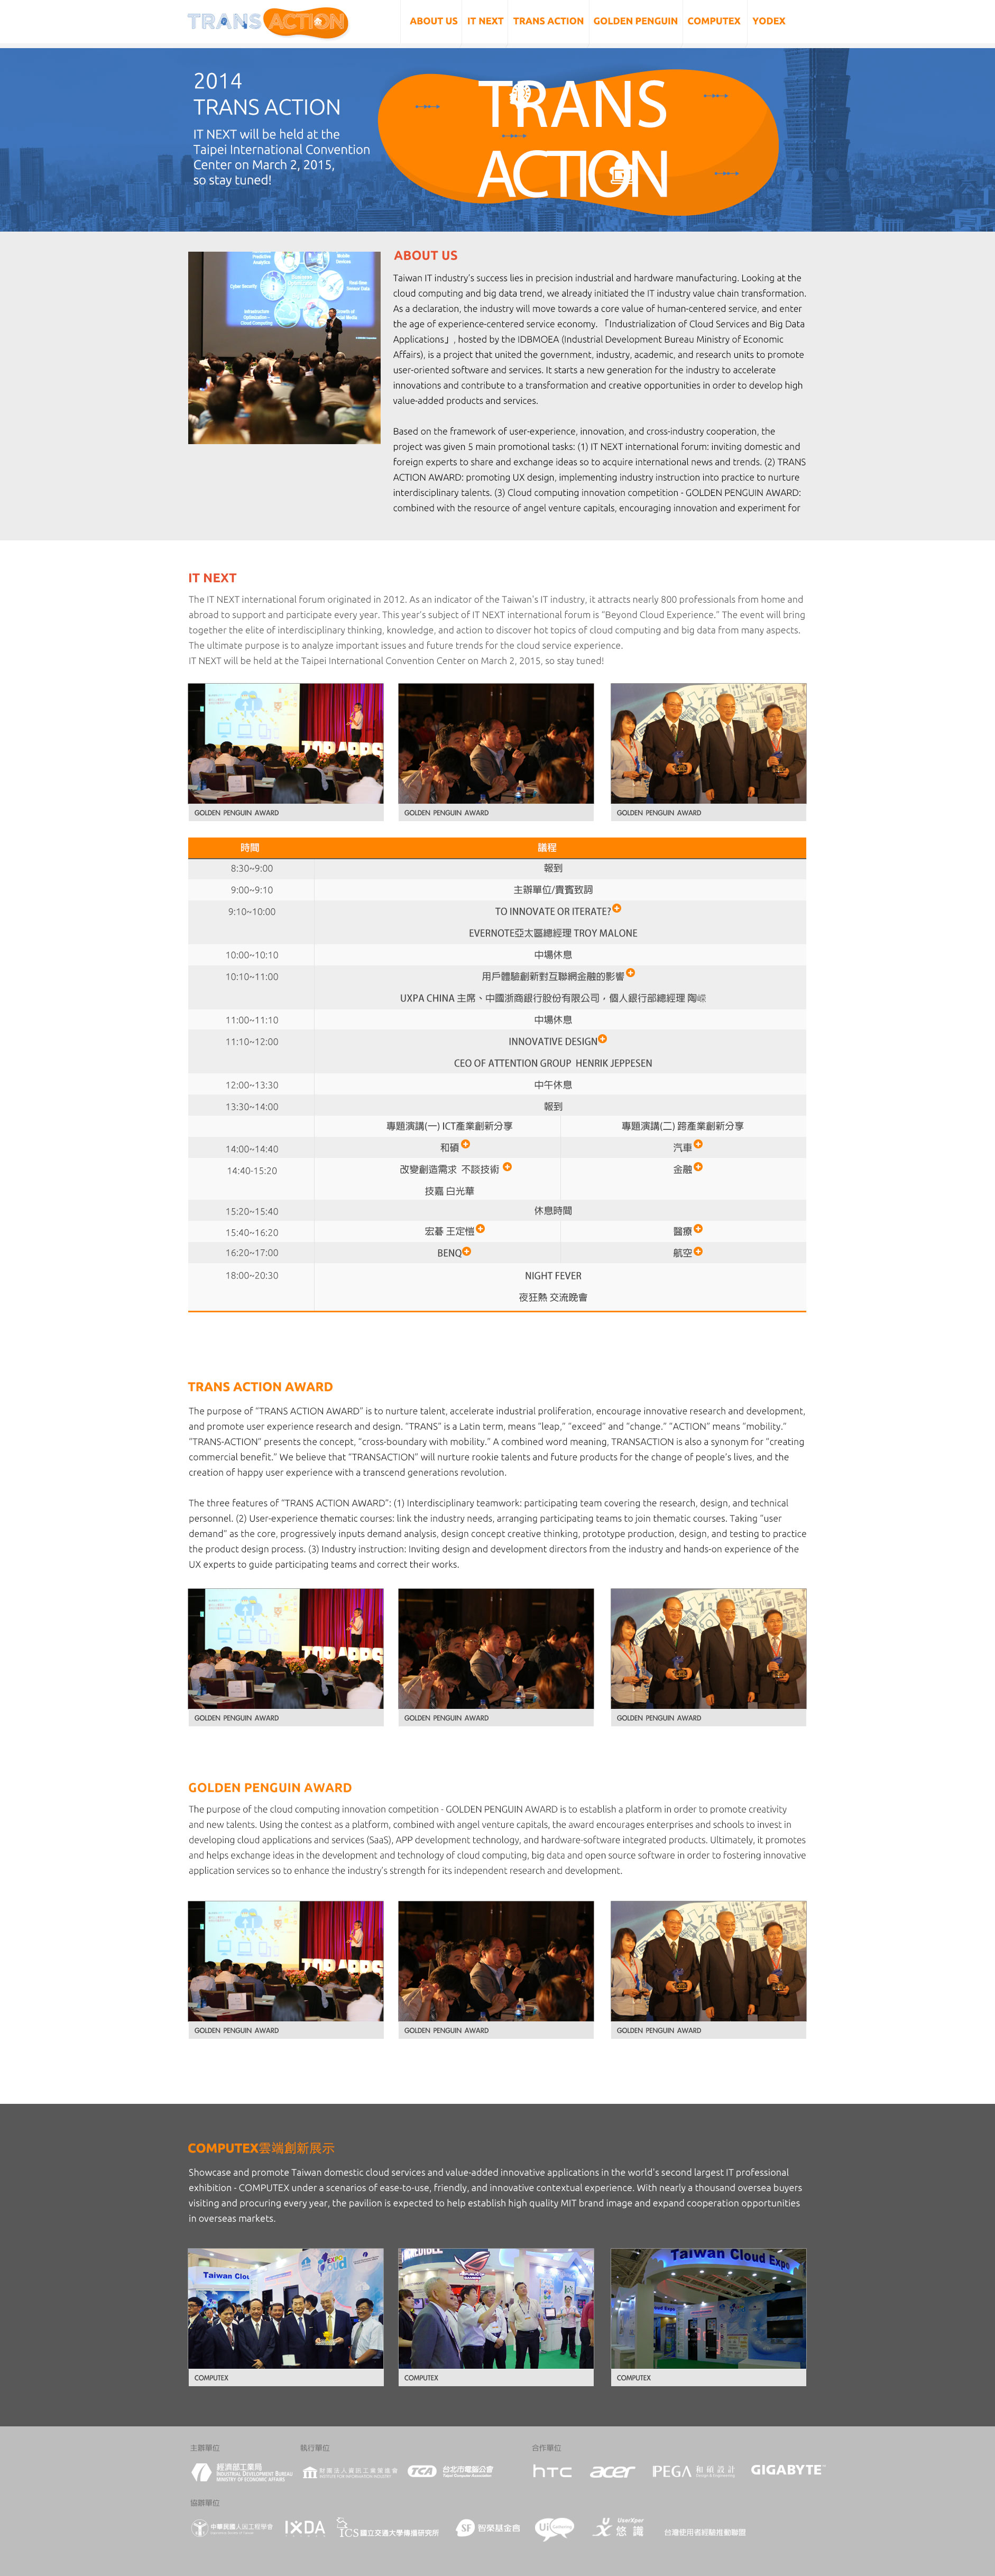 TRANS ACTION
ABOUT US
IT NEXT
TRANS ACTION
GOLDEN PENGUIN
COMPUTEX
YODEX
2014
TRANS ACTION
IT NEXT will be held at the
Taipei International Convention
Center on March 2, 2015,
so stay tuned!
TRANS
ACTION
ABOUT US
Taiwan IT industry's success lies in precision industrial and hardware manufacturing. Looking at the
cloud computing and big data trend, we already initiated the IT industry value chain transformation.
As a declaration, the industry will move towards a core value of human-centered service, and enter
the age of experience-centered service economy. 「Industrialization of Cloud Services and Big Data
Applications」, hosted by the IDBMOEA (Industrial Development Bureau Ministry of Economic
Affairs), is a project that united the government, industry, academic, and research units to promote
user-oriented software and services. It starts a new generation for the industry to accelerate
innovations and contribute to a transformation and creative opportunities in order to develop high
value-added products and services.
Based on the framework of user-experience, innovation, and cross-industry cooperation, the
project was given 5 main promotional tasks: (1) IT NEXT international forum: inviting domestic and
foreign experts to share and exchange ideas so to acquire international news and trends. (2) TRANS
ACTION AWARD: promoting UX design, implementing industry instruction into practice to nurture
interdisciplinary talents. (3) Cloud computing innovation competition - GOLDEN PENGUIN AWARD:
combined with the resource of angel venture capitals, encouraging innovation and experiment for
IT NEXT
The IT NEXT international forum originated in 2012. As an indicator of the Taiwan's IT industry, it attracts nearly 800 professionals from home and
abroad to support and participate every year. This year's subject of IT NEXT international forum is "Beyond Cloud Experience." The event will bring
together the elite of interdisciplinary thinking, knowledge, and action to discover hot topics of cloud computing and big data from many aspects.
The ultimate purpose is to analyze important issues and future trends for the cloud service experience.
IT NEXT will be held at the Taipei International Convention Center on March 2, 2015, so stay tuned!
TOP APPS
GOLDEN PENGUIN AWARD
GOLDEN PENGUIN AWARD
GOLDEN PENGUIN AWARD
時間 議程
8:30~9:00 報到
9:00~9:10 主辦單位/貴賓致詞
9:10~10:00 TO INNOVATE OR ITERATE?
EVERNOTE亞太區總經理 TROY MALONE
10:00~10:10 中場休息
10:10~11:00 用戶體驗創新對互聯網金融的影響
UXPA CHINA 主席、中國浙商銀行股份有限公司，個人銀行部總經理 陶嶸
11:00~11:10 中場休息
11:10~12:00 INNOVATIVE DESIGN
CEO OF ATTENTION GROUP HENRIK JEPPESEN
12:00~13:30 中午休息
13:30~14:00 報到
專題演講(一) ICT產業創新分享 專題演講(二) 跨產業創新分享
14:00~14:40 和碩 汽車
14:40-15:20 改變創造需求 不談技術 金融
技嘉 白光華
15:20~15:40 休息時間
15:40~16:20 宏碁 王定愷 醫療
16:20~17:00 BENQ 航空
18:00~20:30 NIGHT FEVER
夜狂熱 交流晚會
TRANS ACTION AWARD
The purpose of "TRANS ACTION AWARD" is to nurture talent, accelerate industrial proliferation, encourage innovative research and development,
and promote user experience research and design. "TRANS" is a Latin term, means "leap," "exceed" and "change." "ACTION" means "mobility."
"TRANS-ACTION" presents the concept, "cross-boundary with mobility." A combined word meaning, TRANSACTION is also a synonym for "creating
commercial benefit." We believe that "TRANSACTION" will nurture rookie talents and future products for the change of people's lives, and the
creation of happy user experience with a transcend generations revolution.
The three features of "TRANS ACTION AWARD": (1) Interdisciplinary teamwork: participating team covering the research, design, and technical
personnel. (2) User-experience thematic courses: link the industry needs, arranging participating teams to join thematic courses. Taking "user
demand" as the core, progressively inputs demand analysis, design concept creative thinking, prototype production, design, and testing to practice
the product design process. (3) Industry instruction: Inviting design and development directors from the industry and hands-on experience of the
UX experts to guide participating teams and correct their works.
TOP APPS
GOLDEN PENGUIN AWARD
GOLDEN PENGUIN AWARD
GOLDEN PENGUIN AWARD
GOLDEN PENGUIN AWARD
The purpose of the cloud computing innovation competition - GOLDEN PENGUIN AWARD is to establish a platform in order to promote creativity
and new talents. Using the contest as a platform, combined with angel venture capitals, the award encourages enterprises and schools to invest in
developing cloud applications and services (SaaS), APP development technology, and hardware-software integrated products. Ultimately, it promotes
and helps exchange ideas in the development and technology of cloud computing, big data and open source software in order to fostering innovative
application services so to enhance the industry's strength for its independent research and development.
TOP APPS
GOLDEN PENGUIN AWARD
GOLDEN PENGUIN AWARD
GOLDEN PENGUIN AWARD
COMPUTEX雲端創新展示
Showcase and promote Taiwan domestic cloud services and value-added innovative applications in the world's second largest IT professional
exhibition - COMPUTEX under a scenarios of ease-to-use, friendly, and innovative contextual experience. With nearly a thousand oversea buyers
visiting and procuring every year, the pavilion is expected to help establish high quality MIT brand image and expand cooperation opportunities
in overseas markets.
Taiwan Clou
Taiwan Cloud Expo
COMPUTEX
COMPUTEX
COMPUTEX
主辦單位 執行單位 合作單位
經濟部工業局
INDUSTRIAL DEVELOPMENT BUREAU
MINISTRY OF ECONOMIC AFFAIRS
財團法人資訊工業策進會
TCA 台北市電腦公會
hTC
acer
PEGA 和碩設計
GIGABYTE
協辦單位
中華民國人因工程學會
IXDA
ICS 國立交通大學傳播研究所
SF 智榮基金會
Ui
UserXper
悠識
台灣使用者經驗推動聯盟